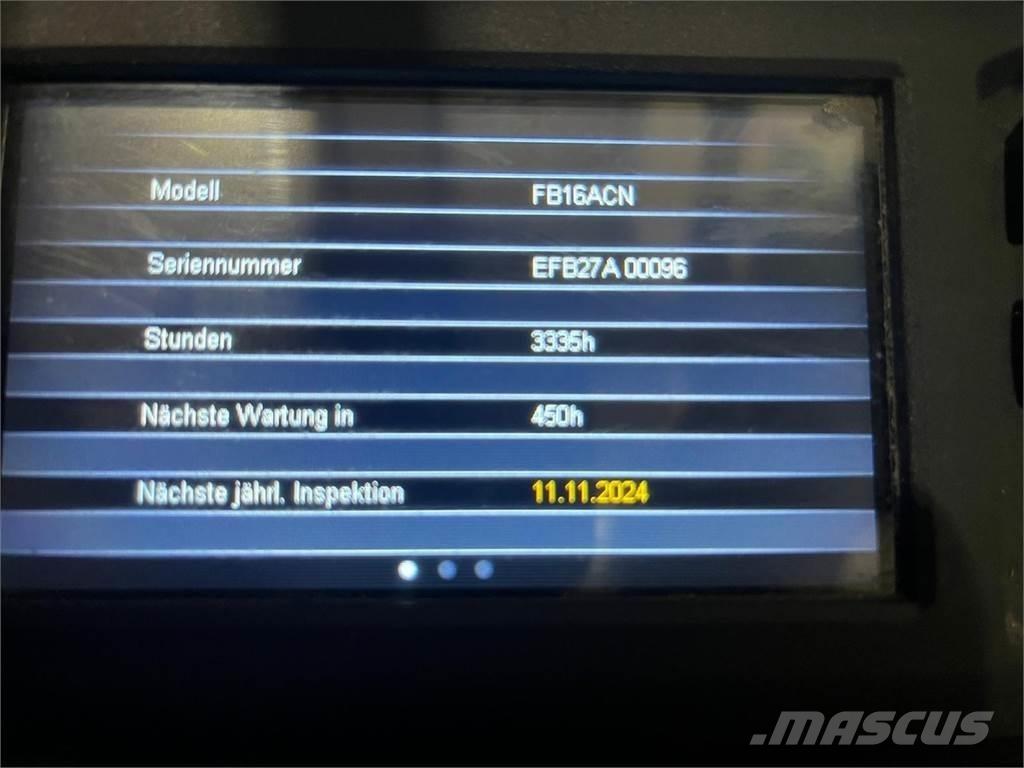 Modell FB16ACN
Seriennummer EFB27A 00096
Stunden 3335h
Nächste Wartung in 450h
Nächste jährl. Inspektion 11.11.2024
.MASCUS